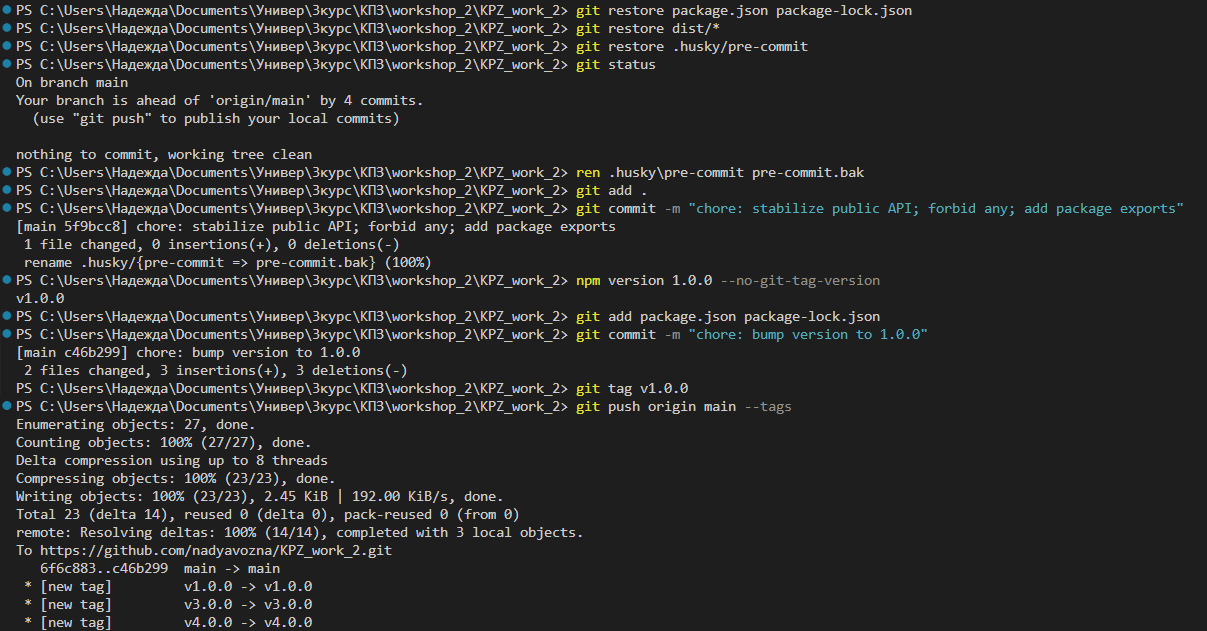 PS C:\Users\Надежда\Documents\Универ\3курс\КПЗ\workshop_2\KPZ_work_2> git restore package.json package-lock.json
PS C:\Users\Надежда\Documents\Универ\3курс\КПЗ\workshop_2\KPZ_work_2> git restore dist/*
PS C:\Users\Надежда\Documents\Универ\3курс\КПЗ\workshop_2\KPZ_work_2> git restore .husky/pre-commit
PS C:\Users\Надежда\Documents\Универ\3курс\КПЗ\workshop_2\KPZ_work_2> git status
On branch main
Your branch is ahead of 'origin/main' by 4 commits.
  (use "git push" to publish your local commits)
nothing to commit, working tree clean
PS C:\Users\Надежда\Documents\Универ\3курс\КПЗ\workshop_2\KPZ_work_2> ren .husky\pre-commit pre-commit.bak
PS C:\Users\Надежда\Documents\Универ\3курс\КПЗ\workshop_2\KPZ_work_2> git add .
PS C:\Users\Надежда\Documents\Универ\3курс\КПЗ\workshop_2\KPZ_work_2> git commit -m "chore: stabilize public API; forbid any; add package exports"
[main 5f9bcc8] chore: stabilize public API; forbid any; add package exports
 1 file changed, 0 insertions(+), 0 deletions(-)
 rename .husky/{pre-commit => pre-commit.bak} (100%)
PS C:\Users\Надежда\Documents\Универ\3курс\КПЗ\workshop_2\KPZ_work_2> npm version 1.0.0 --no-git-tag-version
v1.0.0
PS C:\Users\Надежда\Documents\Универ\3курс\КПЗ\workshop_2\KPZ_work_2> git add package.json package-lock.json
PS C:\Users\Надежда\Documents\Универ\3курс\КПЗ\workshop_2\KPZ_work_2> git commit -m "chore: bump version to 1.0.0"
[main c46b299] chore: bump version to 1.0.0
 2 files changed, 3 insertions(+), 3 deletions(-)
PS C:\Users\Надежда\Documents\Универ\3курс\КПЗ\workshop_2\KPZ_work_2> git tag v1.0.0
PS C:\Users\Надежда\Documents\Универ\3курс\КПЗ\workshop_2\KPZ_work_2> git push origin main --tags
Enumerating objects: 27, done.
Counting objects: 100% (27/27), done.
Delta compression using up to 8 threads
Compressing objects: 100% (23/23), done.
Writing objects: 100% (23/23), 2.45 KiB | 192.00 KiB/s, done.
Total 23 (delta 14), reused 0 (delta 0), pack-reused 0 (from 0)
remote: Resolving deltas: 100% (14/14), completed with 3 local objects.
To https://github.com/nadyavozna/KPZ_work_2.git
   6f6c883..c46b299  main -> main
 * [new tag]         v1.0.0 -> v1.0.0
 * [new tag]         v3.0.0 -> v3.0.0
 * [new tag]         v4.0.0 -> v4.0.0